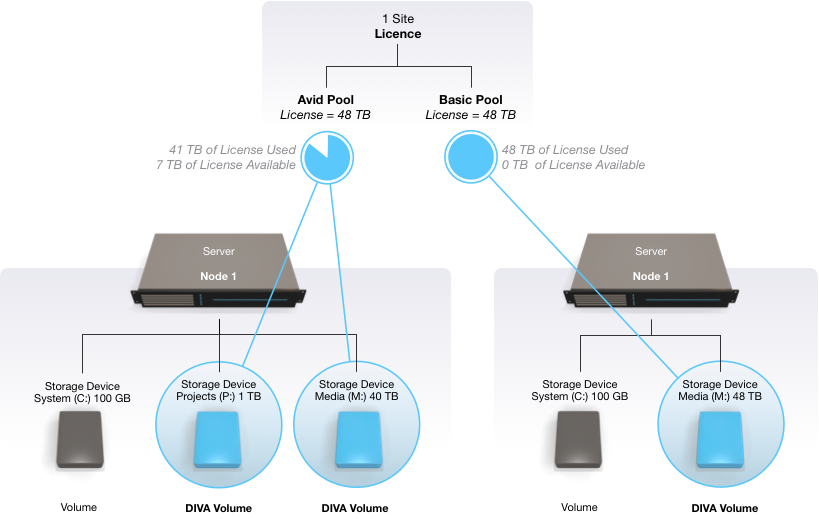 1 Site
Licence
Avid Pool
License = 48 TB
Basic Pool
License = 48 TB
41 TB of License Used
7 TB of License Available
48 TB of License Used
0 TB of License Available
Server
Node 1
Server
Node 1
Storage Device
System (C:) 100 GB
Storage Device
Projects (P:) 1 TB
Storage Device
Media (M:) 40 TB
Storage Device
System (C:) 100 GB
Storage Device
Media (M:) 48 TB
Volume
DIVA Volume
DIVA Volume
Volume
DIVA Volume